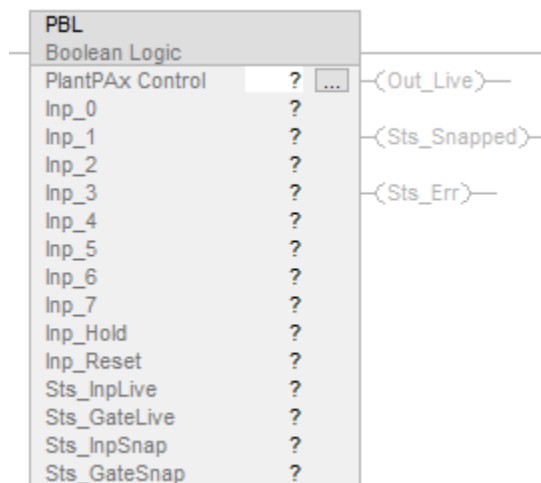 PBL
Boolean Logic
PlantPAx Control ? ... Out_Live
Inp_0 ?
Inp_1 ? Sts_Snapped
Inp_2 ?
Inp_3 ? Sts_Err
Inp_4 ?
Inp_5 ?
Inp_6 ?
Inp_7 ?
Inp_Hold ?
Inp_Reset ?
Sts_InpLive ?
Sts_GateLive ?
Sts_InpSnap ?
Sts_GateSnap ?